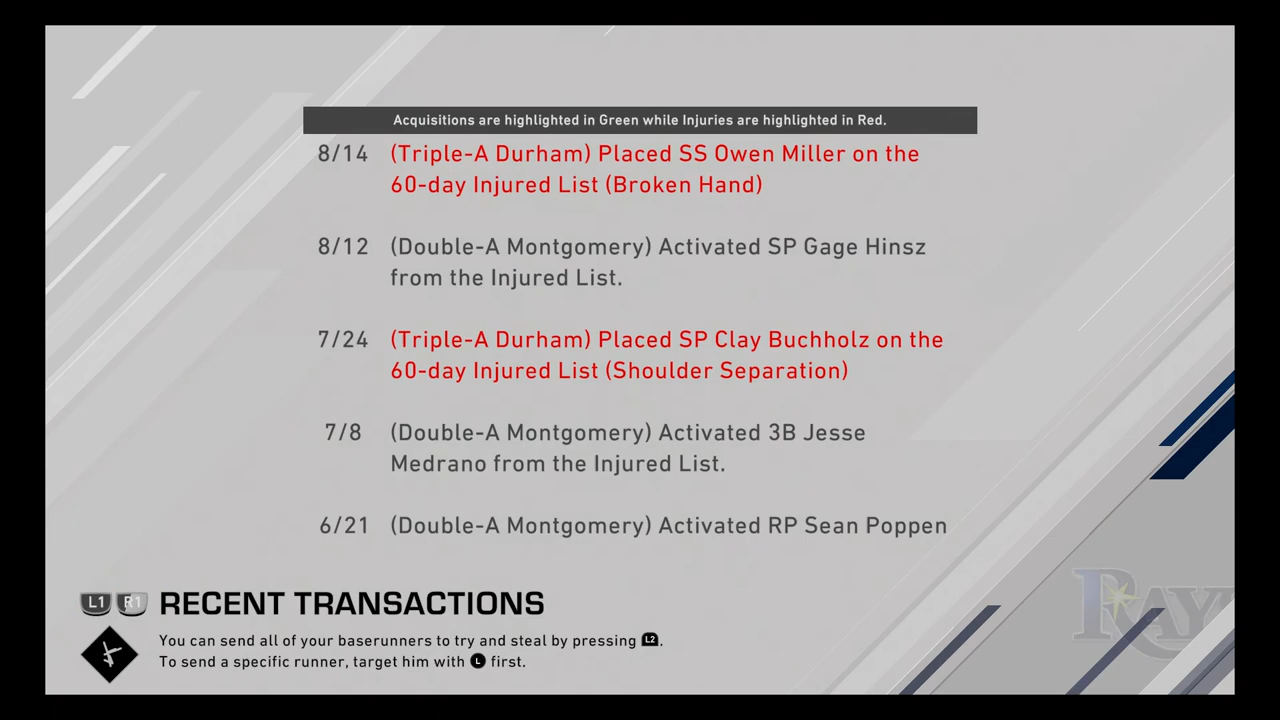 Acquisitions are highlighted in Green while Injuries are highlighted in Red.
8/14 (Triple-A Durham) Placed SS Owen Miller on the
60-day Injured List (Broken Hand)
8/12 (Double-A Montgomery) Activated SP Gage Hinsz
from the Injured List.
7/24 (Triple-A Durham) Placed SP Clay Buchholz on the
60-day Injured List (Shoulder Separation)
7/8 (Double-A Montgomery) Activated 3B Jesse
Medrano from the Injured List.
6/21 (Double-A Montgomery) Activated RP Sean Poppen
L1 R1 RECENT TRANSACTIONS
You can send all of your baserunners to try and steal by pressing L2.
To send a specific runner, target him with L first.
RAY